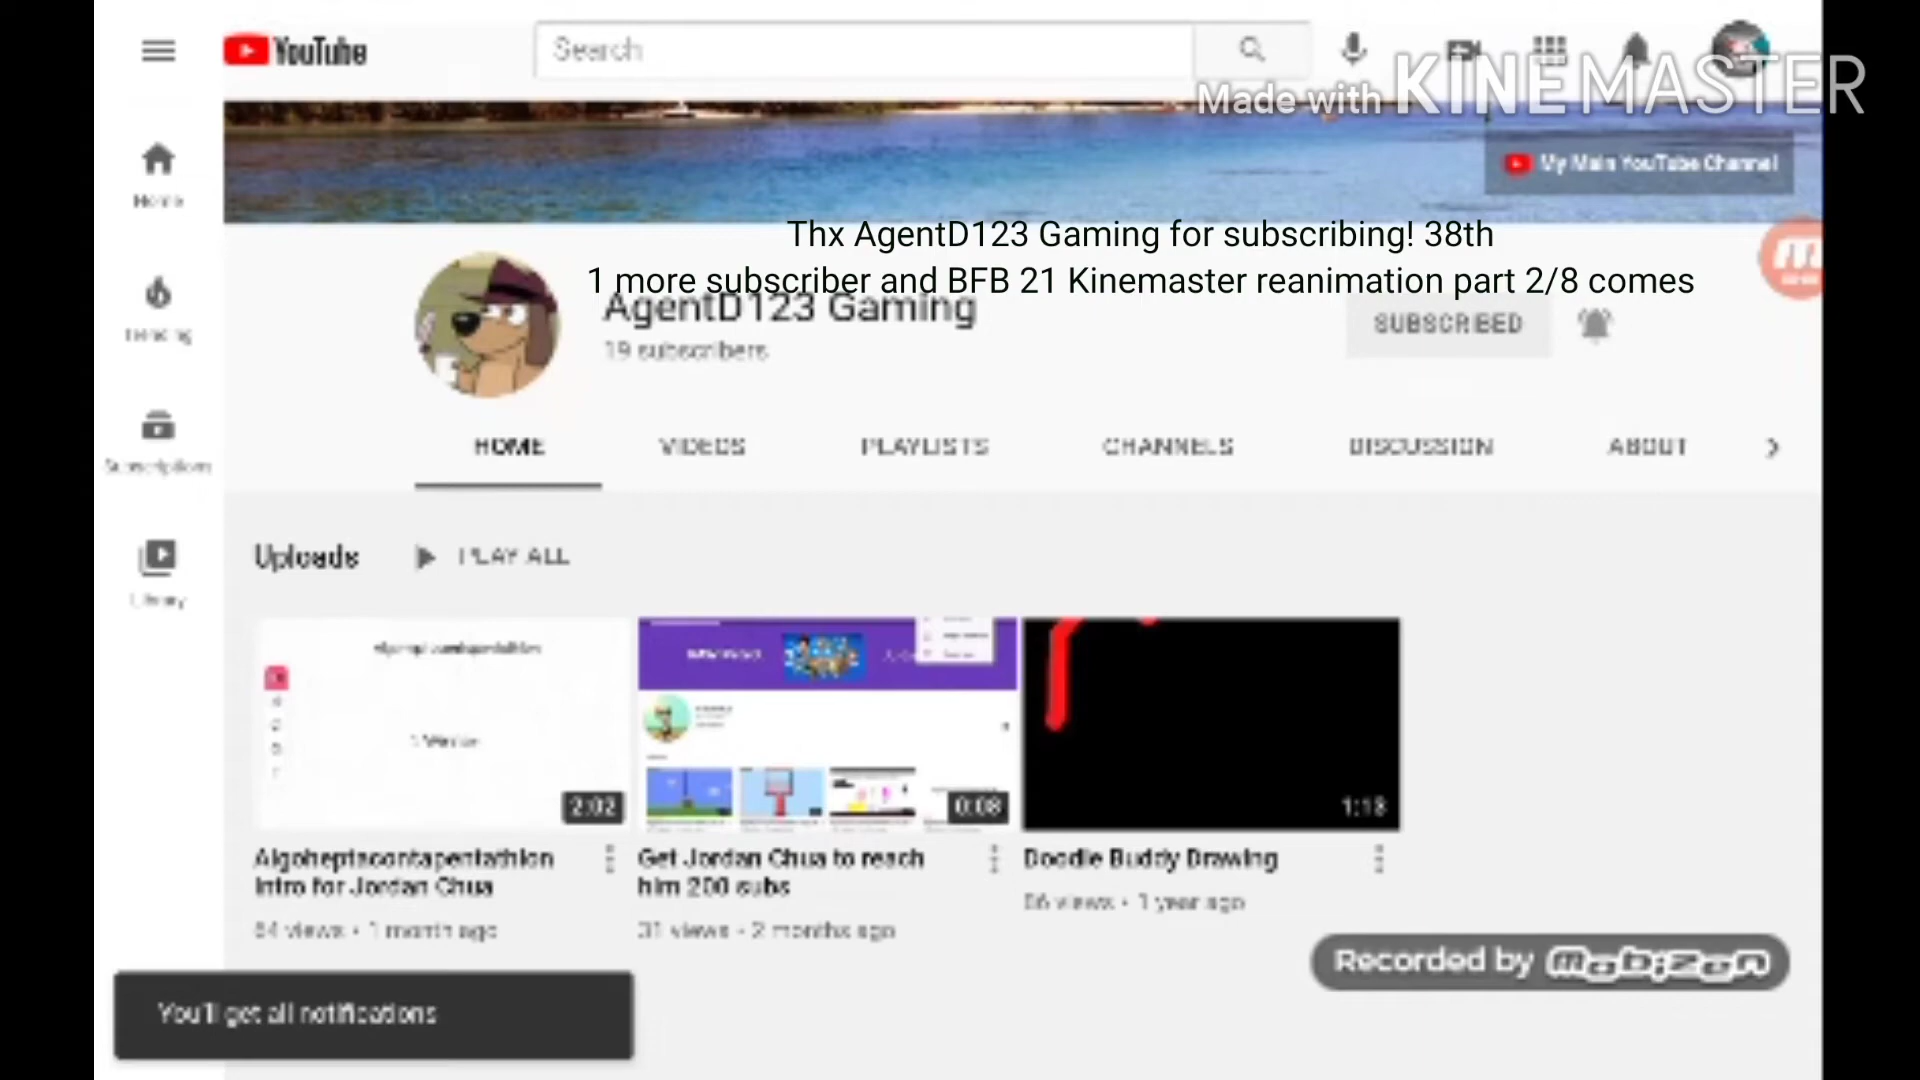 YouTube
Search
Made with KINEMASTER
My Main YouTube Channel
Home
Thx AgentD123 Gaming for subscribing! 38th
1 more subscriber and BFB 21 Kinemaster reanimation part 2/8 comes
AgentD123 Gaming
19 subscribers
SUBSCRIBED
Trending
Subscriptions
Library
HOME VIDEOS PLAYLISTS CHANNELS DISCUSSION ABOUT
Uploads PLAY ALL
2:02
0:08
1:18
Algoheptacontapentathlon
Intro for Jordan Chua
Get Jordan Chua to reach
him 200 subs
Doodle Buddy Drawing
views • 1 month ago
31 views • 2 months ago
views • 1 year ago
Recorded by mobizen
You'll get all notifications